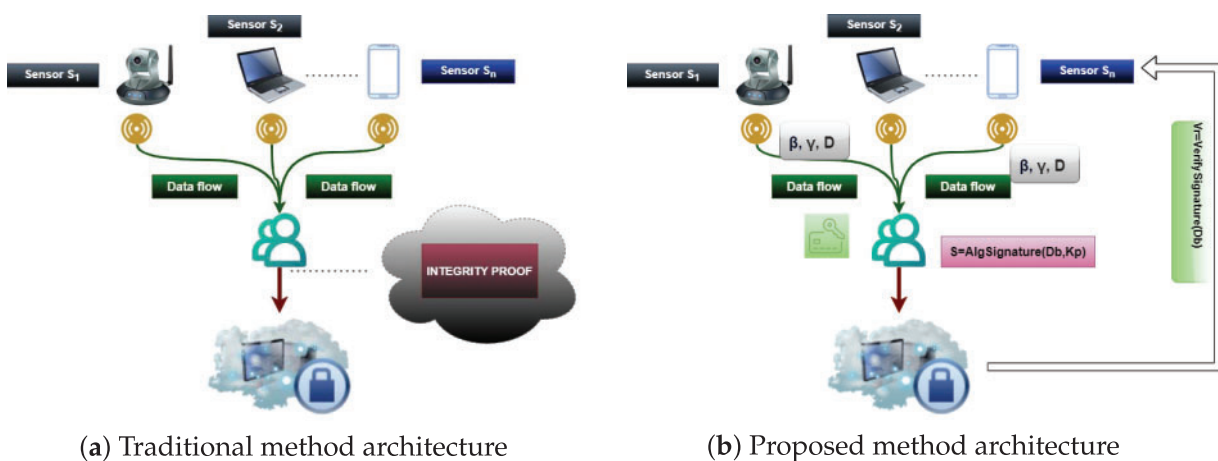 Sensor S2
Sensor S1
Sensor Sn
Data flow
Data flow
INTEGRITY PROOF
(a) Traditional method architecture
Sensor S2
Sensor S1
Sensor Sn
β, γ, D
β, γ, D
Data flow
Data flow
S=AlgSignature(Db,Kp)
Vr=Verify Signature(Db)
(b) Proposed method architecture